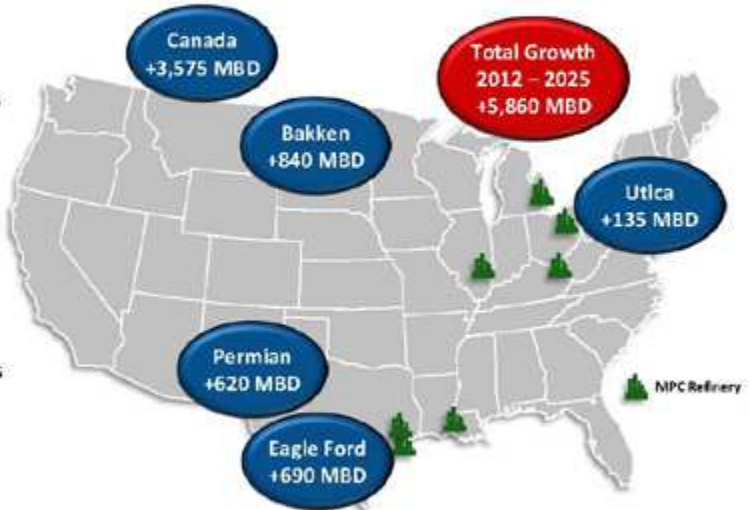 Canada
+3,575 MBD
Total Growth
2012 – 2025
+5,860 MBD
Bakken
+840 MBD
Utica
+135 MBD
Permian
+620 MBD
MPC Refinery
Eagle Ford
+690 MBD